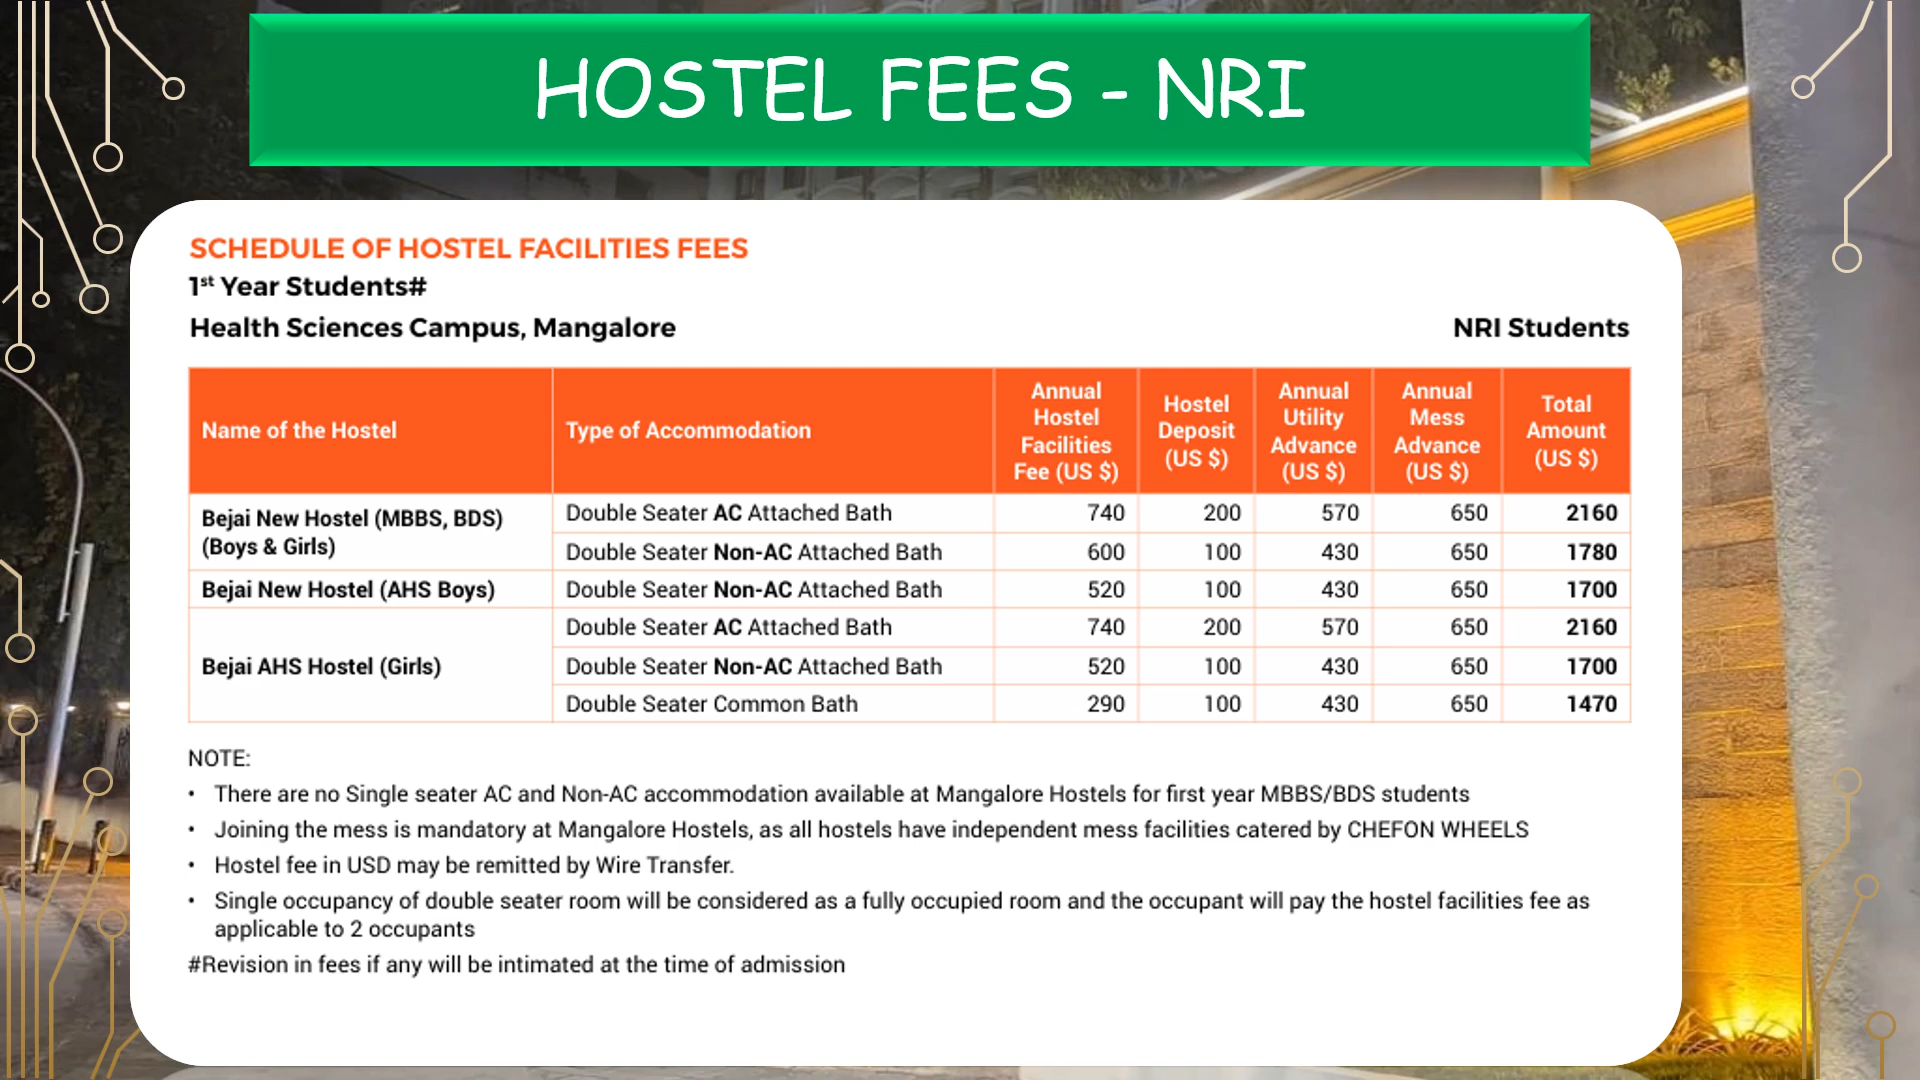 HOSTEL FEES - NRI
SCHEDULE OF HOSTEL FACILITIES FEES
1st Year Students#
Health Sciences Campus, Mangalore NRI Students
Name of the Hostel Type of Accommodation Annual Hostel Facilities Fee (US $) Hostel Deposit (US $) Annual Utility Advance (US $) Annual Mess Advance (US $) Total Amount (US $)
Bejai New Hostel (MBBS, BDS) (Boys & Girls) Double Seater AC Attached Bath 740 200 570 650 2160
Double Seater Non-AC Attached Bath 600 100 430 650 1780
Bejai New Hostel (AHS Boys) Double Seater Non-AC Attached Bath 520 100 430 650 1700
Bejai AHS Hostel (Girls) Double Seater AC Attached Bath 740 200 570 650 2160
Double Seater Non-AC Attached Bath 520 100 430 650 1700
Double Seater Common Bath 290 100 430 650 1470
NOTE:
• There are no Single seater AC and Non-AC accommodation available at Mangalore Hostels for first year MBBS/BDS students
• Joining the mess is mandatory at Mangalore Hostels, as all hostels have independent mess facilities catered by CHEFON WHEELS
• Hostel fee in USD may be remitted by Wire Transfer.
• Single occupancy of double seater room will be considered as a fully occupied room and the occupant will pay the hostel facilities fee as
applicable to 2 occupants
#Revision in fees if any will be intimated at the time of admission